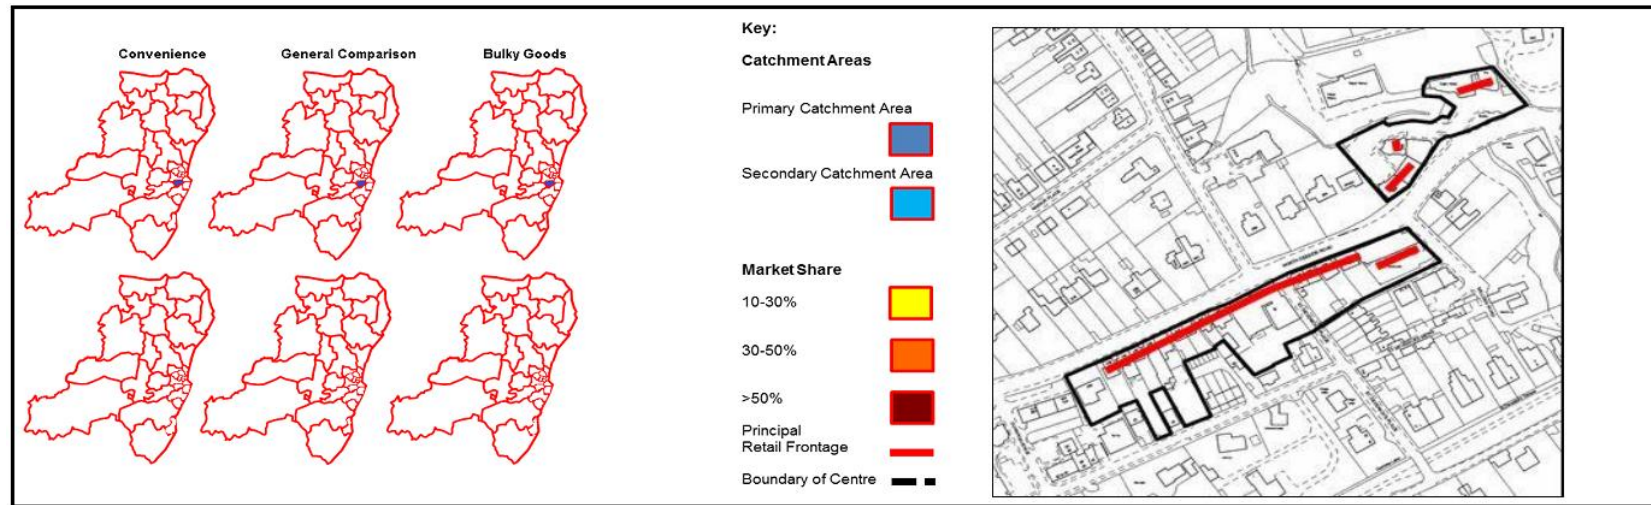 Convenience
General Comparison
Bulky Goods
Key:
Catchment Areas
Primary Catchment Area
Secondary Catchment Area
Market Share
10-30%
30-50%
>50%
Principal
Retail Frontage
Boundary of Centre